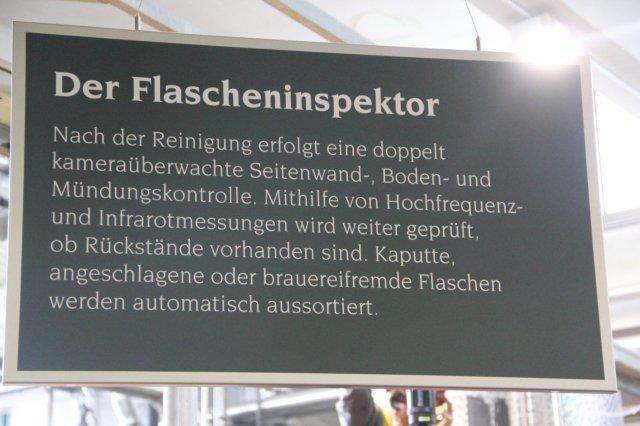 Der Flascheninspektor
Nach der Reinigung erfolgt eine doppelt
kameraüberwachte Seitenwand-, Boden- und
Mündungskontrolle. Mithilfe von Hochfrequenz-
und Infrarotmessungen wird weiter geprüft,
ob Rückstände vorhanden sind. Kaputte,
angeschlagene oder brauereifremde Flaschen
werden automatisch aussortiert.